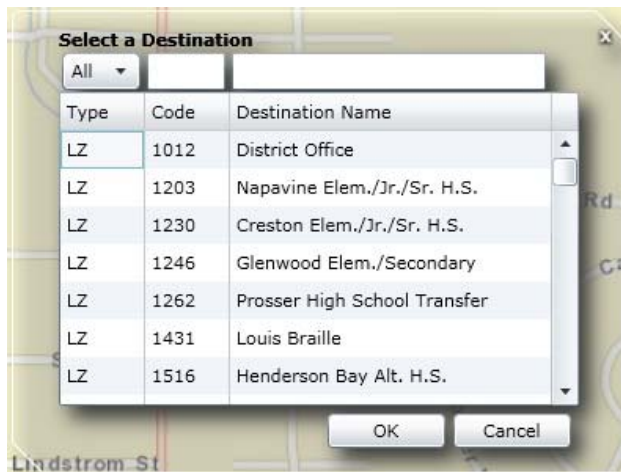 Select a Destination
x
All
Type Code Destination Name
LZ 1012 District Office
LZ 1203 Napavine Elem./Jr./Sr. H.S.
Rd
LZ 1230 Creston Elem./Jr./Sr. H.S.
LZ 1246 Glenwood Elem./Secondary
LZ 1262 Prosser High School Transfer
LZ 1431 Louis Braille
LZ 1516 Henderson Bay Alt. H.S.
OK Cancel
Lindstrom St